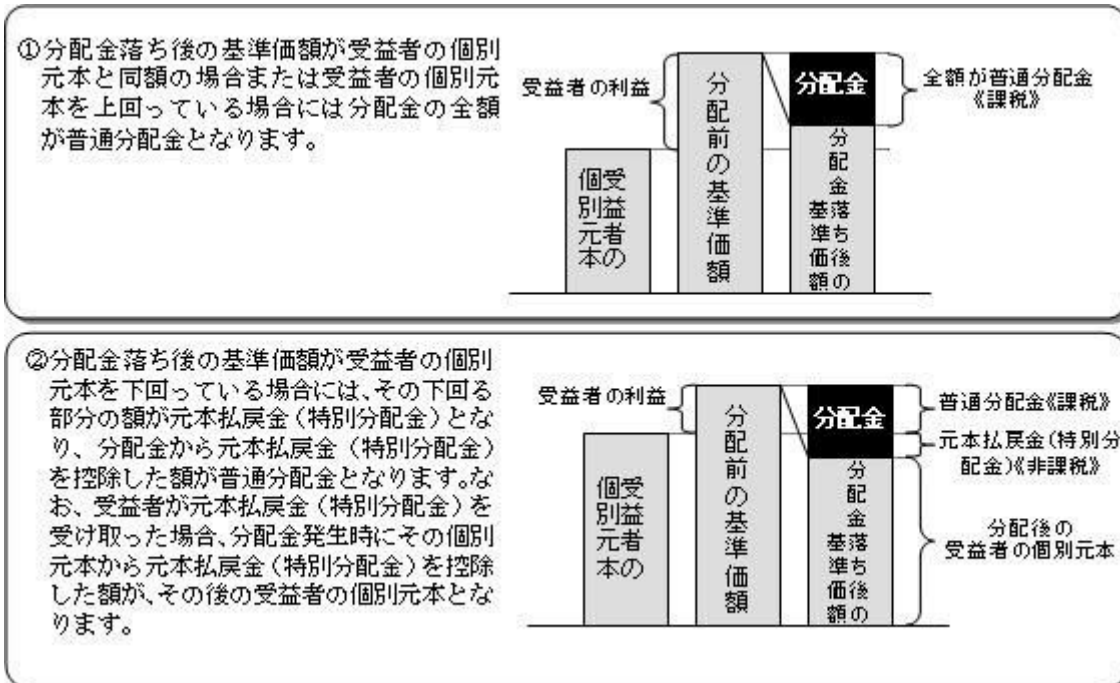 ①分配金落ち後の基準価額が受益者の個別
元本と同額の場合または受益者の個別元
本を上回っている場合には分配金の全額
が普通分配金となります。
受益者の利益
受益者の
個別元本
分配前の基準価額
分配金
分配金
落ち後の
基準価額
全額が普通分配金
《課税》
②分配金落ち後の基準価額が受益者の個別
元本を下回っている場合には、その下回る
部分の額が元本払戻金（特別分配金）とな
り、分配金から元本払戻金（特別分配金）
を控除した額が普通分配金となります。な
お、受益者が元本払戻金（特別分配金）を
受け取った場合、分配金発生時にその個別
元本から元本払戻金（特別分配金）を控除
した額が、その後の受益者の個別元本とな
ります。
受益者の利益
受益者の
個別元本
分配前の基準価額
分配金
分配金
落ち後の
基準価額
普通分配金《課税》
元本払戻金（特別分
配金）《非課税》
分配後の
受益者の個別元本